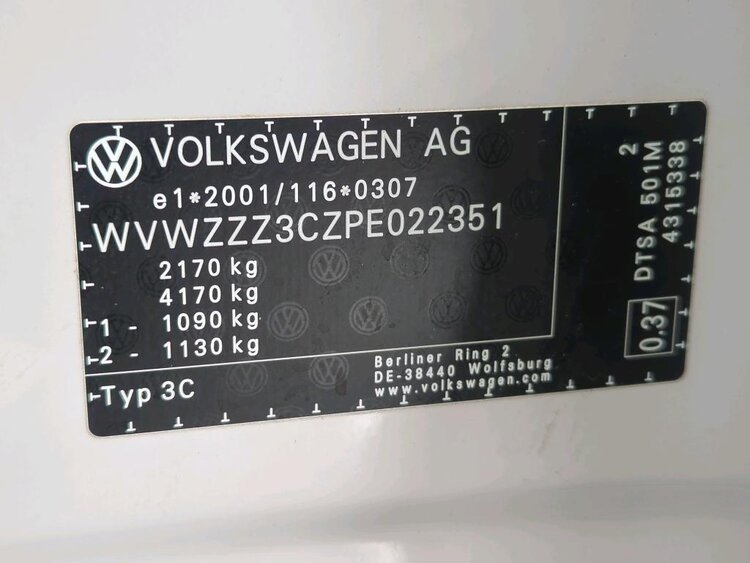 VOLKSWAGEN AG
e1*2001/116*0307
WVWZZZ3CZPE022351
2170 kg
4170 kg
1 - 1090 kg
2 - 1130 kg
Typ 3C
Berliner Ring 2
DE-38440 Wolfsburg
www.volkswagen.com
0.37
DTSA 501M 2
4315338